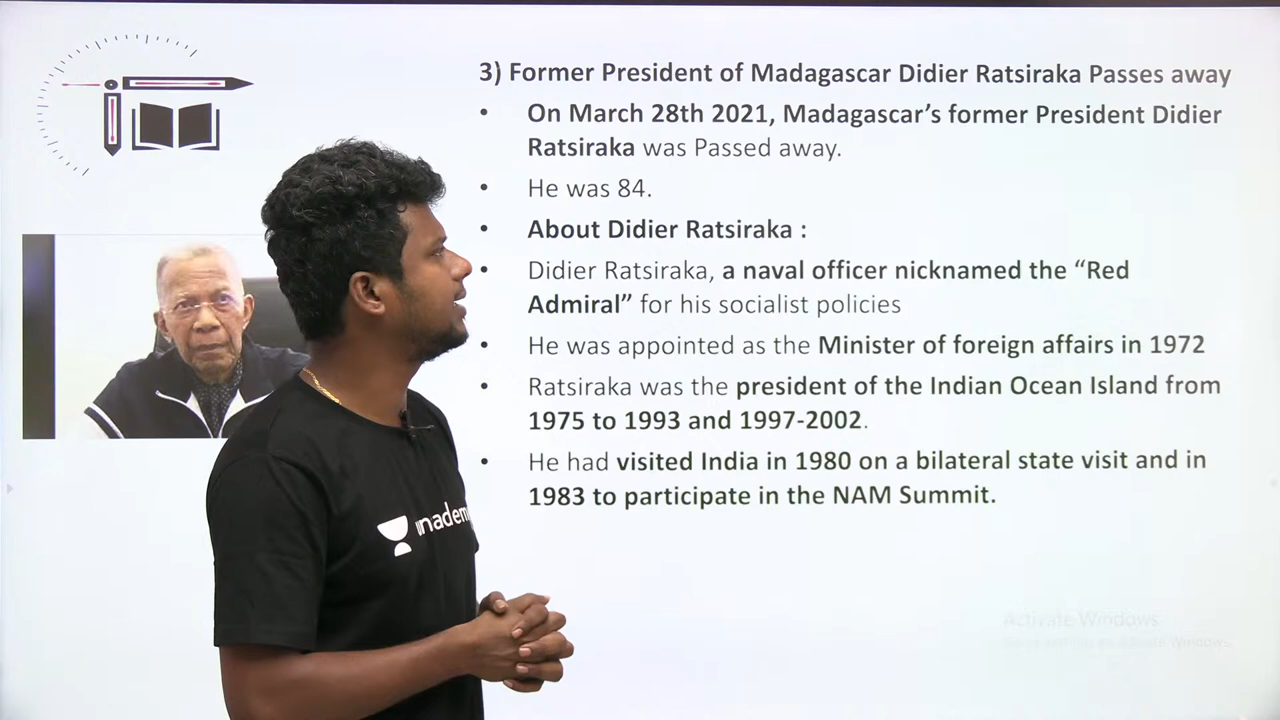 3) Former President of Madagascar Didier Ratsiraka Passes away
• On March 28th 2021, Madagascar’s former President Didier
Ratsiraka was Passed away.
• He was 84.
• About Didier Ratsiraka :
• Didier Ratsiraka, a naval officer nicknamed the “Red
Admiral” for his socialist policies
• He was appointed as the Minister of foreign affairs in 1972
• Ratsiraka was the president of the Indian Ocean Island from
1975 to 1993 and 1997-2002.
• He had visited India in 1980 on a bilateral state visit and in
1983 to participate in the NAM Summit.
unadem
Activate Windows